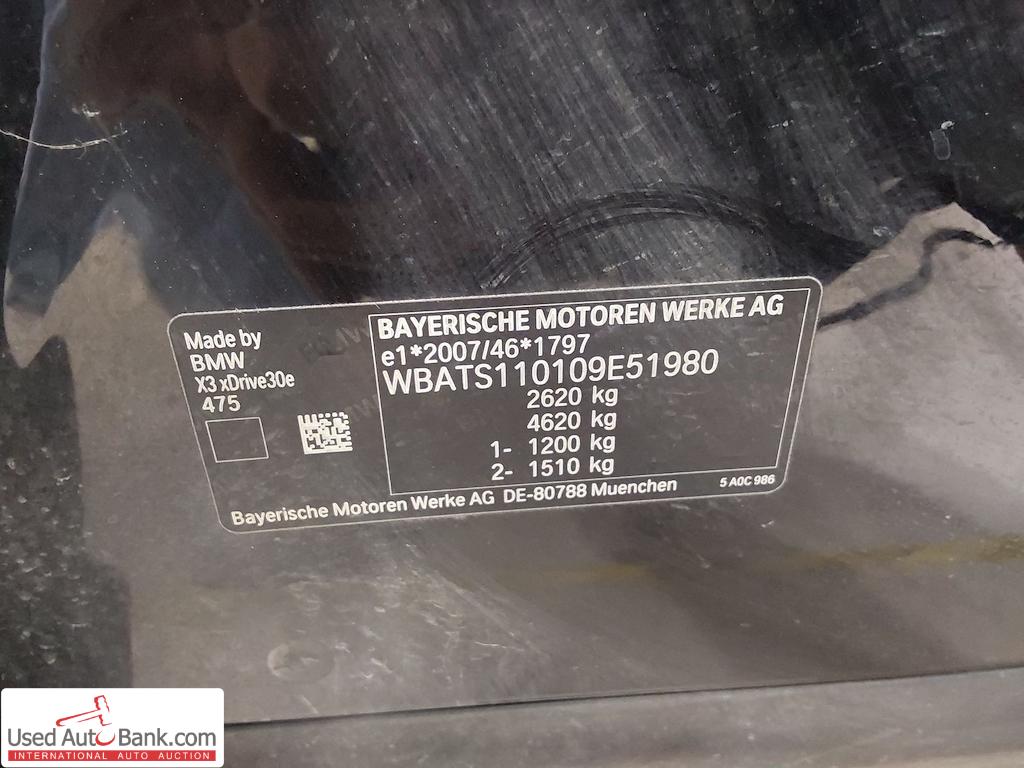 Made by
BMW
X3 xDrive30e
475
BAYERISCHE MOTOREN WERKE AG
e1*2007/46*1797
WBATS110109E51980
2620 kg
4620 kg
1- 1200 kg
2- 1510 kg
Bayerische Motoren Werke AG DE-80788 Muenchen
5 A0C 986
Used AutoBank.com
INTERNATIONAL AUTO AUCTION